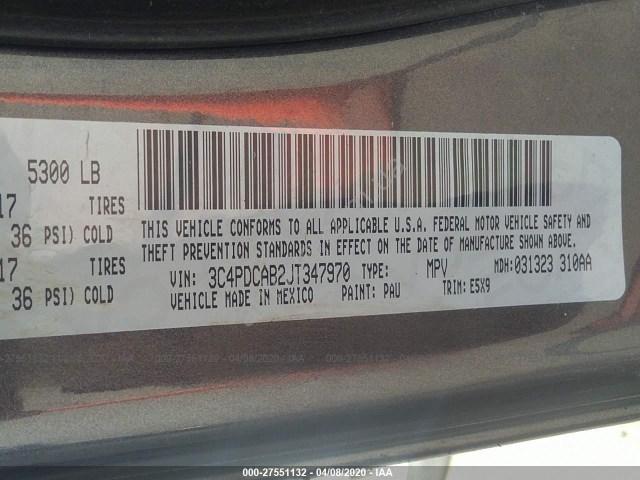 5300 LB
17 TIRES
36 PSI) COLD
17 TIRES
36 PSI) COLD
THIS VEHICLE CONFORMS TO ALL APPLICABLE U.S.A. FEDERAL MOTOR VEHICLE SAFETY AND
THEFT PREVENTION STANDARDS IN EFFECT ON THE DATE OF MANUFACTURE SHOWN ABOVE.
VIN: 3C4PDCAB2JT347970 TYPE: MPV MDH: 031323 310AA
VEHICLE MADE IN MEXICO PAINT: PAU TRIM: E5X9
000-27551132 - 04/08/2020 - IAA